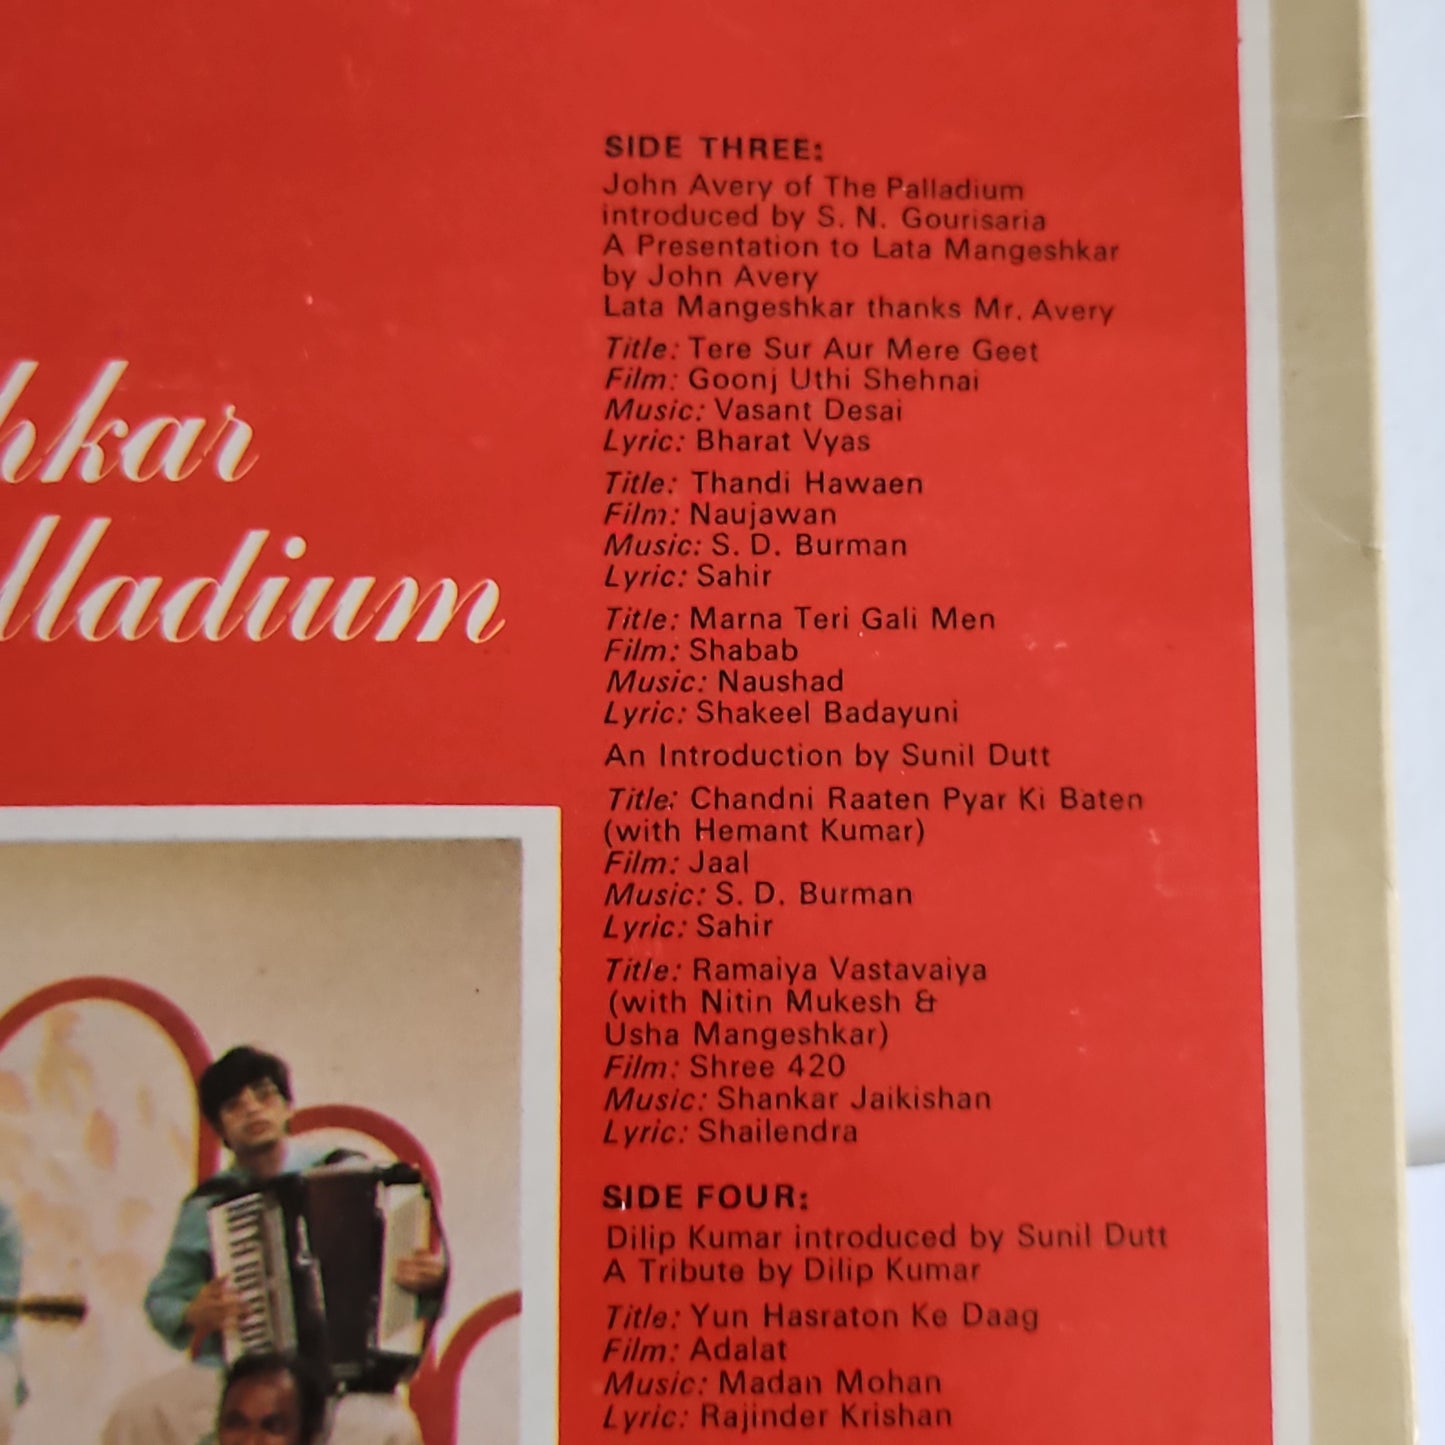 hkar
lladium
SIDE THREE:
John Avery of The Palladium
introduced by S. N. Gourisaria
A Presentation to Lata Mangeshkar
by John Avery
Lata Mangeshkar thanks Mr. Avery
Title: Tere Sur Aur Mere Geet
Film: Goonj Uthi Shehnai
Music: Vasant Desai
Lyric: Bharat Vyas
Title: Thandi Hawaen
Film: Naujawan
Music: S. D. Burman
Lyric: Sahir
Title: Marna Teri Gali Men
Film: Shabab
Music: Naushad
Lyric: Shakeel Badayuni
An Introduction by Sunil Dutt
Title: Chandni Raaten Pyar Ki Baten
(with Hemant Kumar)
Film: Jaal
Music: S. D. Burman
Lyric: Sahir
Title: Ramaiya Vastavaiya
(with Nitin Mukesh &
Usha Mangeshkar)
Film: Shree 420
Music: Shankar Jaikishan
Lyric: Shailendra
SIDE FOUR:
Dilip Kumar introduced by Sunil Dutt
A Tribute by Dilip Kumar
Title: Yun Hasraton Ke Daag
Film: Adalat
Music: Madan Mohan
Lyric: Rajinder Krishan